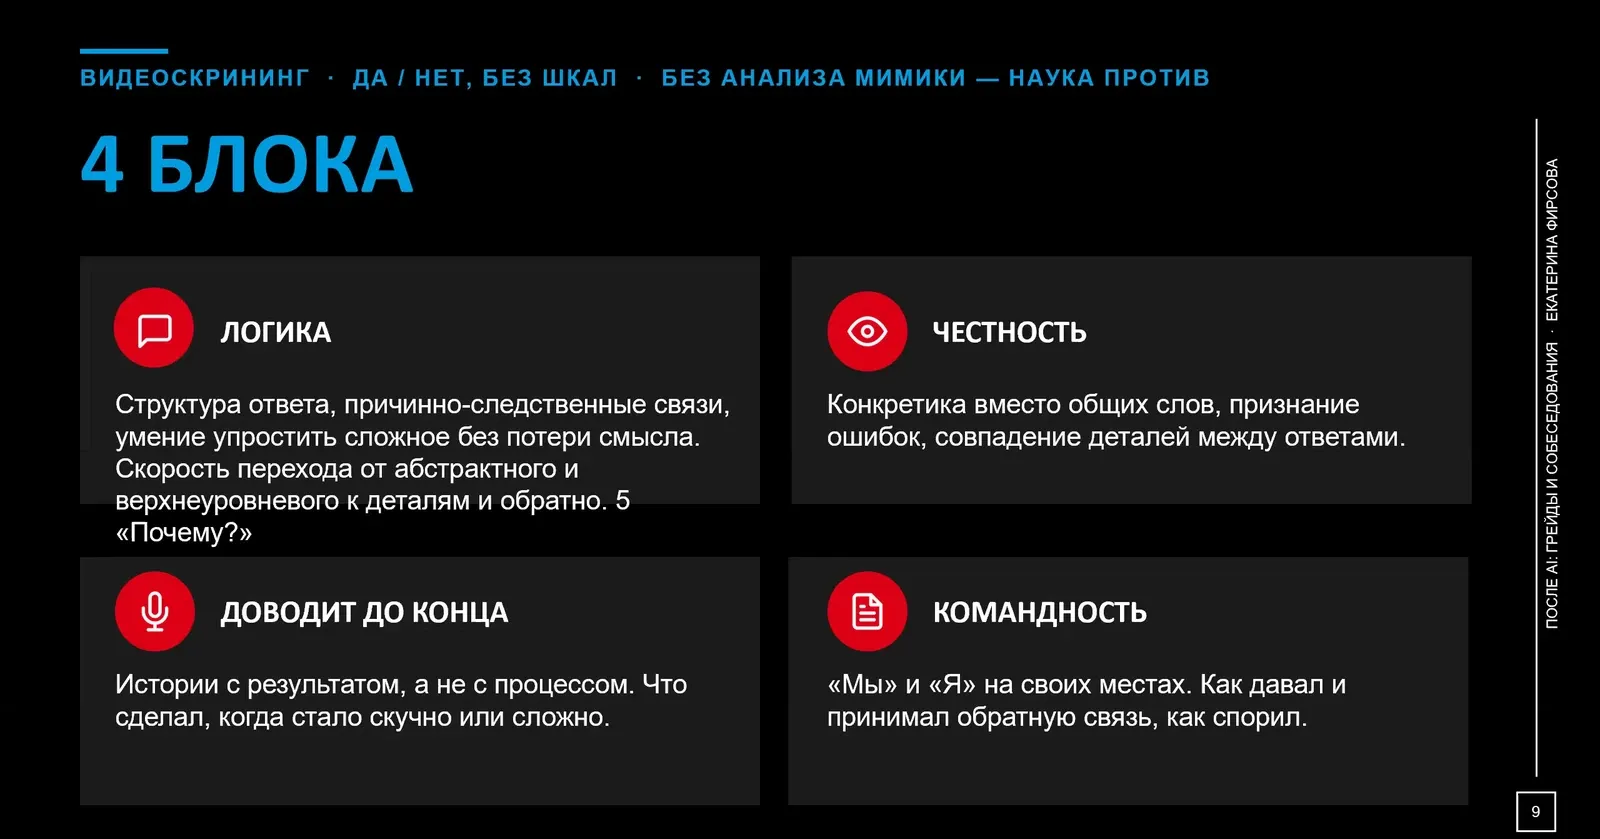 ВИДЕОСКРИНИНГ · ДА / НЕТ, БЕЗ ШКАЛ · БЕЗ АНАЛИЗА МИМИКИ — НАУКА ПРОТИВ
4 БЛОКА
ЛОГИКА
Структура ответа, причинно-следственные связи,
умение упростить сложное без потери смысла.
Скорость перехода от абстрактного и
верхнеуровневого к деталям и обратно. 5
«Почему?»
ЧЕСТНОСТЬ
Конкретика вместо общих слов, признание
ошибок, совпадение деталей между ответами.
ДОВОДИТ ДО КОНЦА
Истории с результатом, а не с процессом. Что
сделал, когда стало скучно или сложно.
КОМАНДНОСТЬ
«Мы» и «Я» на своих местах. Как давал и
принимал обратную связь, как спорил.
ПОСЛЕ AI: ГРЕЙДЫ И СОБЕСЕДОВАНИЯ · ЕКАТЕРИНА ФИРСОВА
9